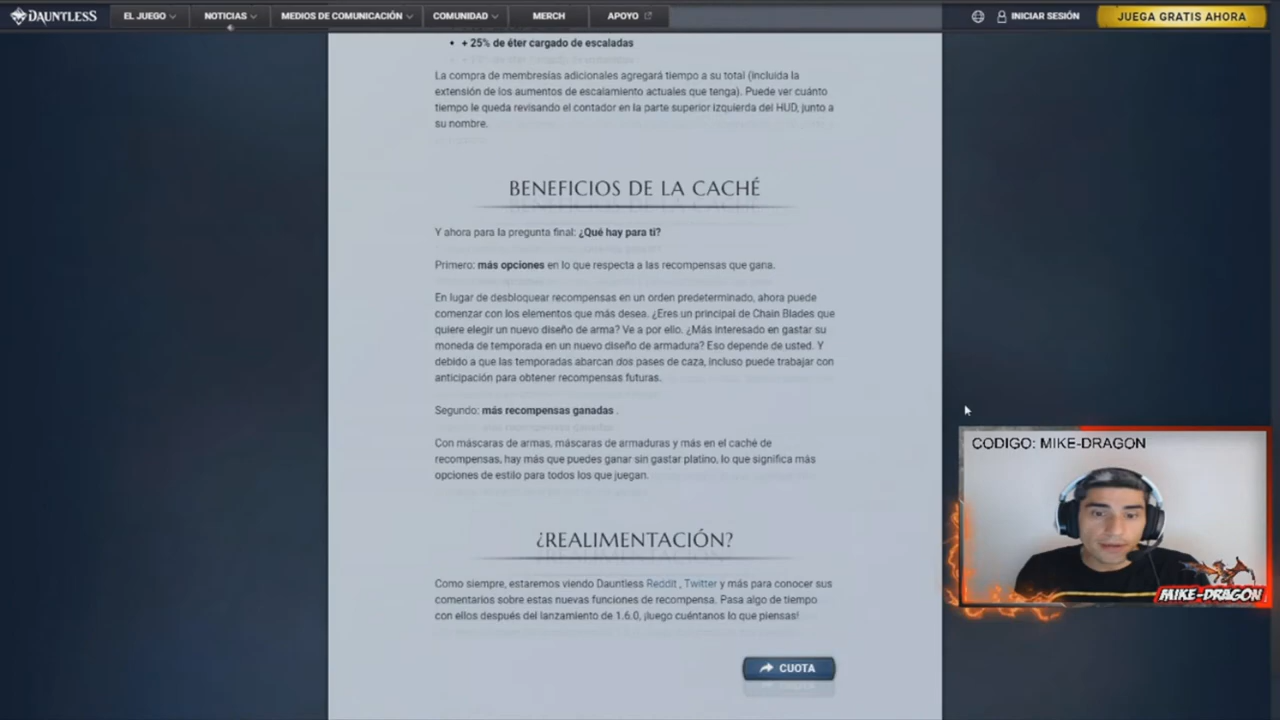 DAUNTLESS
EL JUEGO
NOTICIAS
MEDIOS DE COMUNICACIÓN
COMUNIDAD
MERCH
APOYO
INICIAR SESIÓN
JUEGA GRATIS AHORA
• + 25% de éter cargado de escaladas
La compra de membresías adicionales agregará tiempo a su total (incluida la
extensión de los aumentos de escalamiento actuales que tenga). Puede ver cuánto
tiempo le queda revisando el contador en la parte superior izquierda del HUD, junto a
su nombre.
BENEFICIOS DE LA CACHÉ
Y ahora para la pregunta final: ¿Qué hay para ti?
Primero: más opciones en lo que respecta a las recompensas que gana.
En lugar de desbloquear recompensas en un orden predeterminado, ahora puede
comenzar con los elementos que más desea. ¿Eres un principal de Chain Blades que
quiere elegir un nuevo diseño de arma? Ve a por ello. ¿Más interesado en gastar su
moneda de temporada en un nuevo diseño de armadura? Eso depende de usted. Y
debido a que las temporadas abarcan dos pases de caza, incluso puede trabajar con
anticipación para obtener recompensas futuras.
Segundo: más recompensas ganadas .
Con máscaras de armas, máscaras de armaduras y más en el caché de
recompensas, hay más que puedes ganar sin gastar platino, lo que significa más
opciones de estilo para todos los que juegan.
¿REALIMENTACIÓN?
Como siempre, estaremos viendo Dauntless Reddit , Twitter y más para conocer sus
comentarios sobre estas nuevas funciones de recompensa. Pasa algo de tiempo
con ellos después del lanzamiento de 1.6.0, ¡luego cuéntanos lo que piensas!
CUOTA
CODIGO: MIKE-DRAGON
MIKE-DRAGON